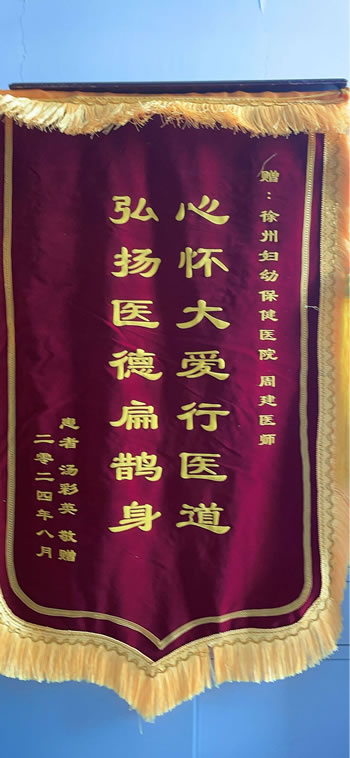 赠：徐州妇幼保健医院 周建医师
心怀大爱行医道
弘扬医德扁鹊身
患者 汤彩英 敬赠
二零二四年八月